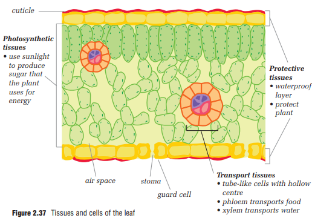 cuticle
Photosynthetic
tissues
• use sunlight
to produce
sugar that
the plant
uses for
energy
Protective
tissues
• waterproof
layer
• protect
plant
air space
stoma
guard cell
Transport tissues
• tube-like cells with hollow
centre
• phloem transports food
• xylem transports water
Figure 2.37 Tissues and cells of the leaf